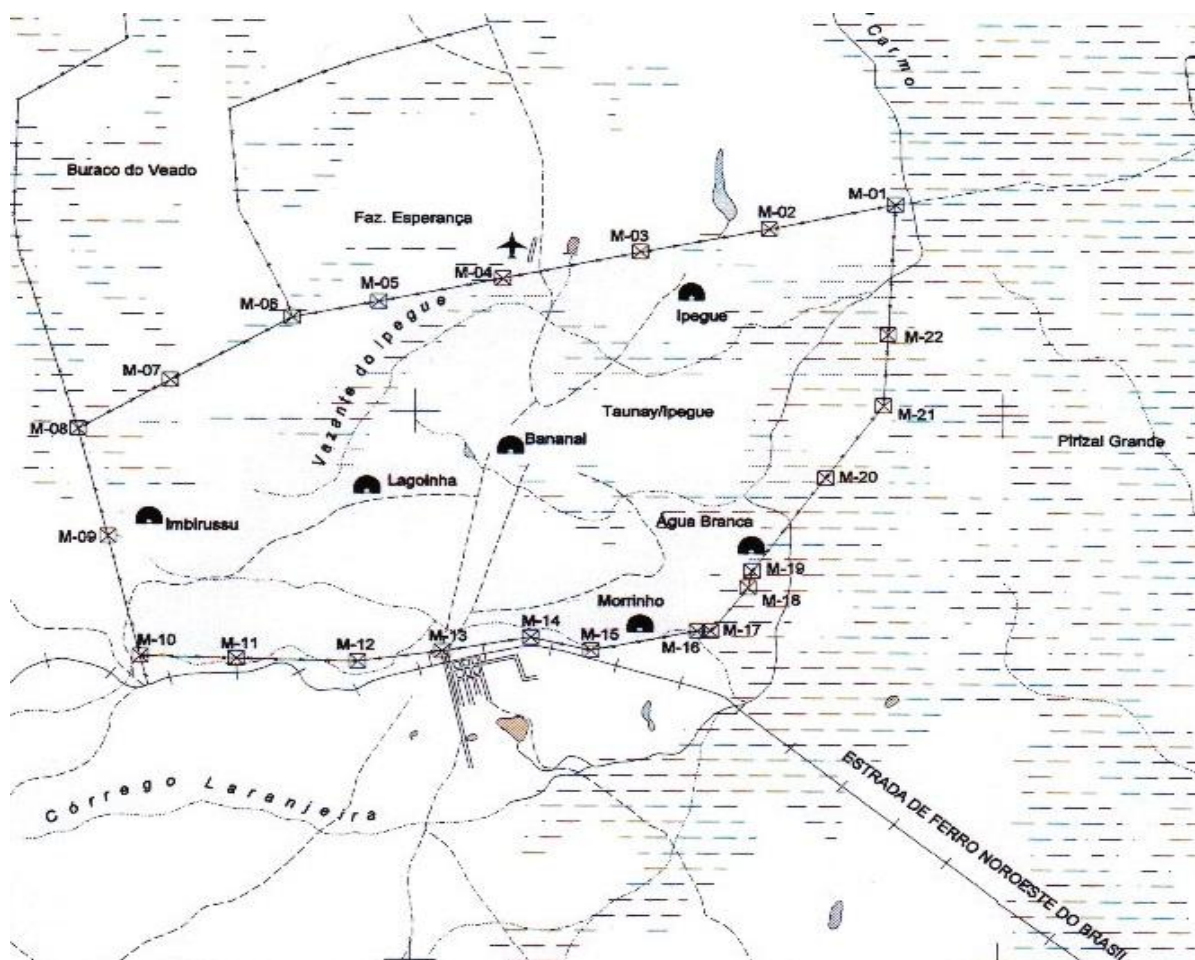 Carmo
Buraco do Veado
M-01
M-02
Faz. Esperança
M-03
M-04
M-05
M-06
Ipegue
M-22
M-07
Vazante do Ipegue
Taunay/Ipegue
M-21
M-08
Bananal
Pirizal Grande
Lagoinha
M-20
Imbirussu
Água Branca
M-09
M-19
M-18
Morrinho
M-14
M-17
M-10
M-11
M-12
M-13
M-15
M-16
Córrego Laranjeira
ESTRADA DE FERRO NOROESTE DO BRASIL